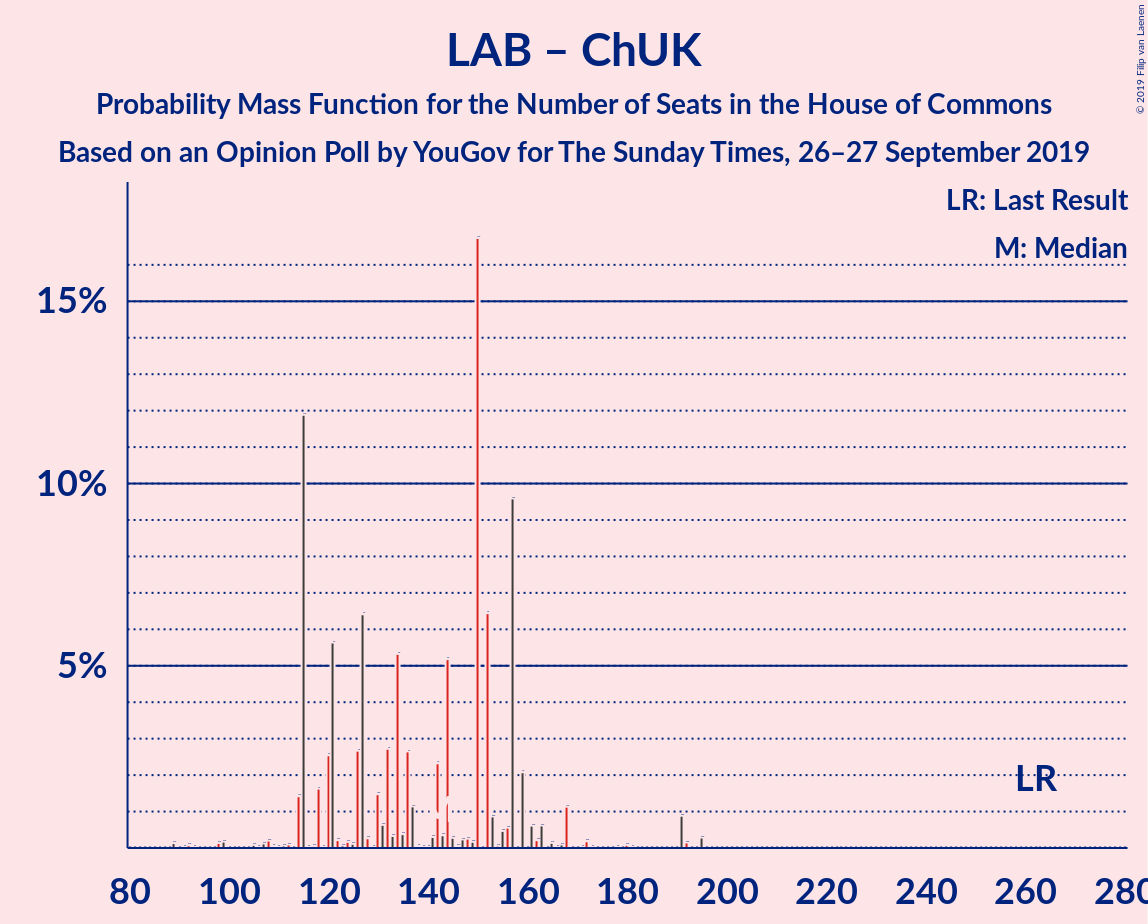 © 2019 Filip van Laenen
LAB – ChUK
Probability Mass Function for the Number of Seats in the House of Commons
Based on an Opinion Poll by YouGov for The Sunday Times, 26–27 September 2019
LR: Last Result
M: Median
15%
10%
5%
LR
80 100 120 140 160 180 200 220 240 260 280